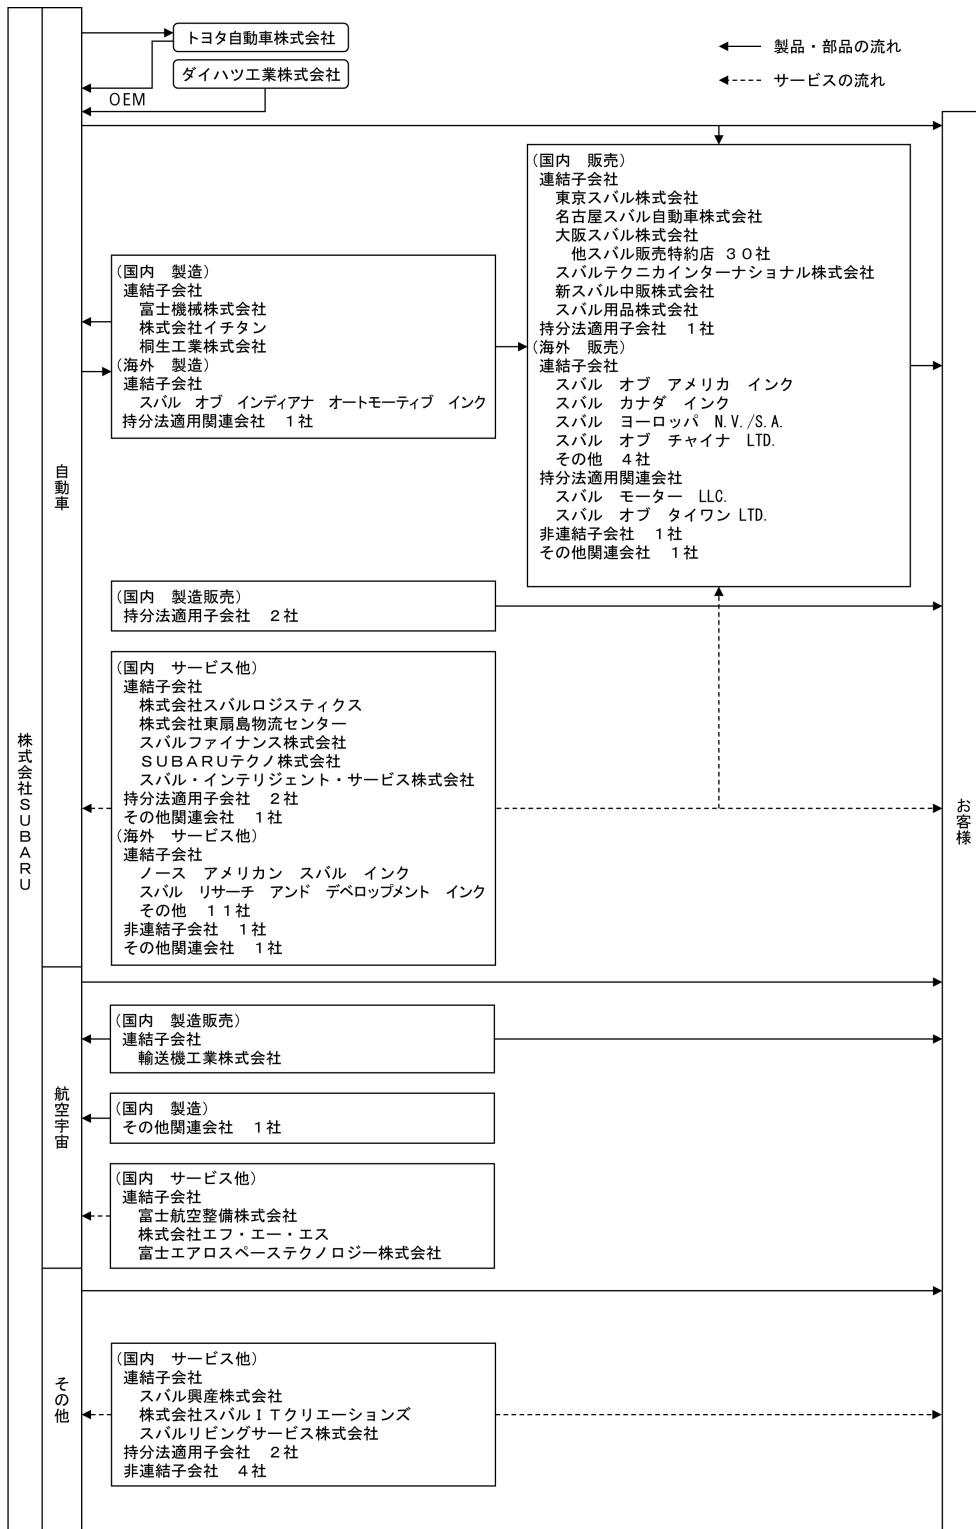 トヨタ自動車株式会社
ダイハツ工業株式会社
OEM
製品・部品の流れ
サービスの流れ
株式会社ＳＵＢＡＲＵ
自動車
(国内　製造)
連結子会社
富士機械株式会社
株式会社イチタン
桐生工業株式会社
(海外　製造)
連結子会社
スバル　オブ　インディアナ　オートモーティブ　インク
持分法適用関連会社　１社
(国内　販売)
連結子会社
東京スバル株式会社
名古屋スバル自動車株式会社
大阪スバル株式会社
他スバル販売特約店　３０社
スバルテクニカインターナショナル株式会社
新スバル中販株式会社
スバル用品株式会社
持分法適用子会社　１社
(海外　販売)
連結子会社
スバル　オブ　アメリカ　インク
スバル　カナダ　インク
スバル　ヨーロッパ　N.V./S.A.
スバル　オブ　チャイナ　LTD.
その他　４社
持分法適用関連会社
スバル　モーター　LLC.
スバル　オブ　タイワン LTD.
非連結子会社　１社
その他関連会社　１社
(国内　製造販売)
持分法適用子会社　２社
(国内　サービス他)
連結子会社
株式会社スバルロジスティクス
株式会社東扇島物流センター
スバルファイナンス株式会社
ＳＵＢＡＲＵテクノ株式会社
スバル・インテリジェント・サービス株式会社
持分法適用子会社　２社
その他関連会社　１社
(海外　サービス他)
連結子会社
ノース　アメリカン　スバル　インク
スバル　リサーチ　アンド　デベロップメント　インク
その他　１１社
非連結子会社　１社
その他関連会社　１社
お客様
航空宇宙
(国内　製造販売)
連結子会社
輸送機工業株式会社
(国内　製造)
その他関連会社　１社
(国内　サービス他)
連結子会社
富士航空整備株式会社
株式会社エフ・エー・エス
富士エアロスペーステクノロジー株式会社
その他
(国内　サービス他)
連結子会社
スバル興産株式会社
株式会社スバルＩＴクリエーションズ
スバルリビングサービス株式会社
持分法適用子会社　２社
非連結子会社　４社